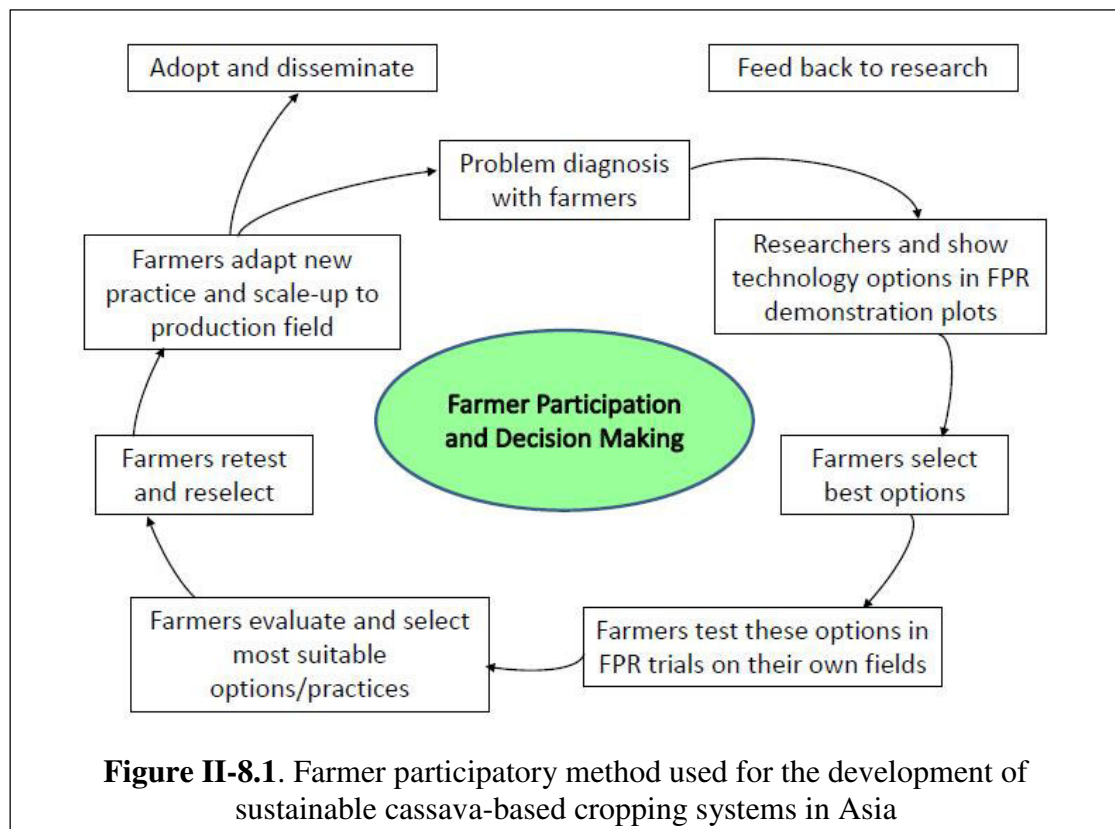 Adopt and disseminate
Feed back to research
Problem diagnosis
with farmers
Researchers and show
technology options in FPR
demonstration plots
Farmers select
best options
Farmers test these options in
FPR trials on their own fields
Farmers evaluate and select
most suitable
options/practices
Farmers retest
and reselect
Farmers adapt new
practice and scale-up to
production field
Farmer Participation
and Decision Making
Figure II-8.1. Farmer participatory method used for the development of
sustainable cassava-based cropping systems in Asia